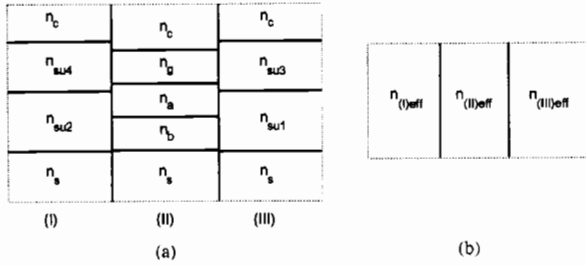 n_c n_c n_c
n_su4 n_g n_su3
n_a
n_su2 n_b n_su1
n_s n_s n_s
(I) (II) (III)
(a)
n_(I)eff n_(II)eff n_(III)eff
(b)